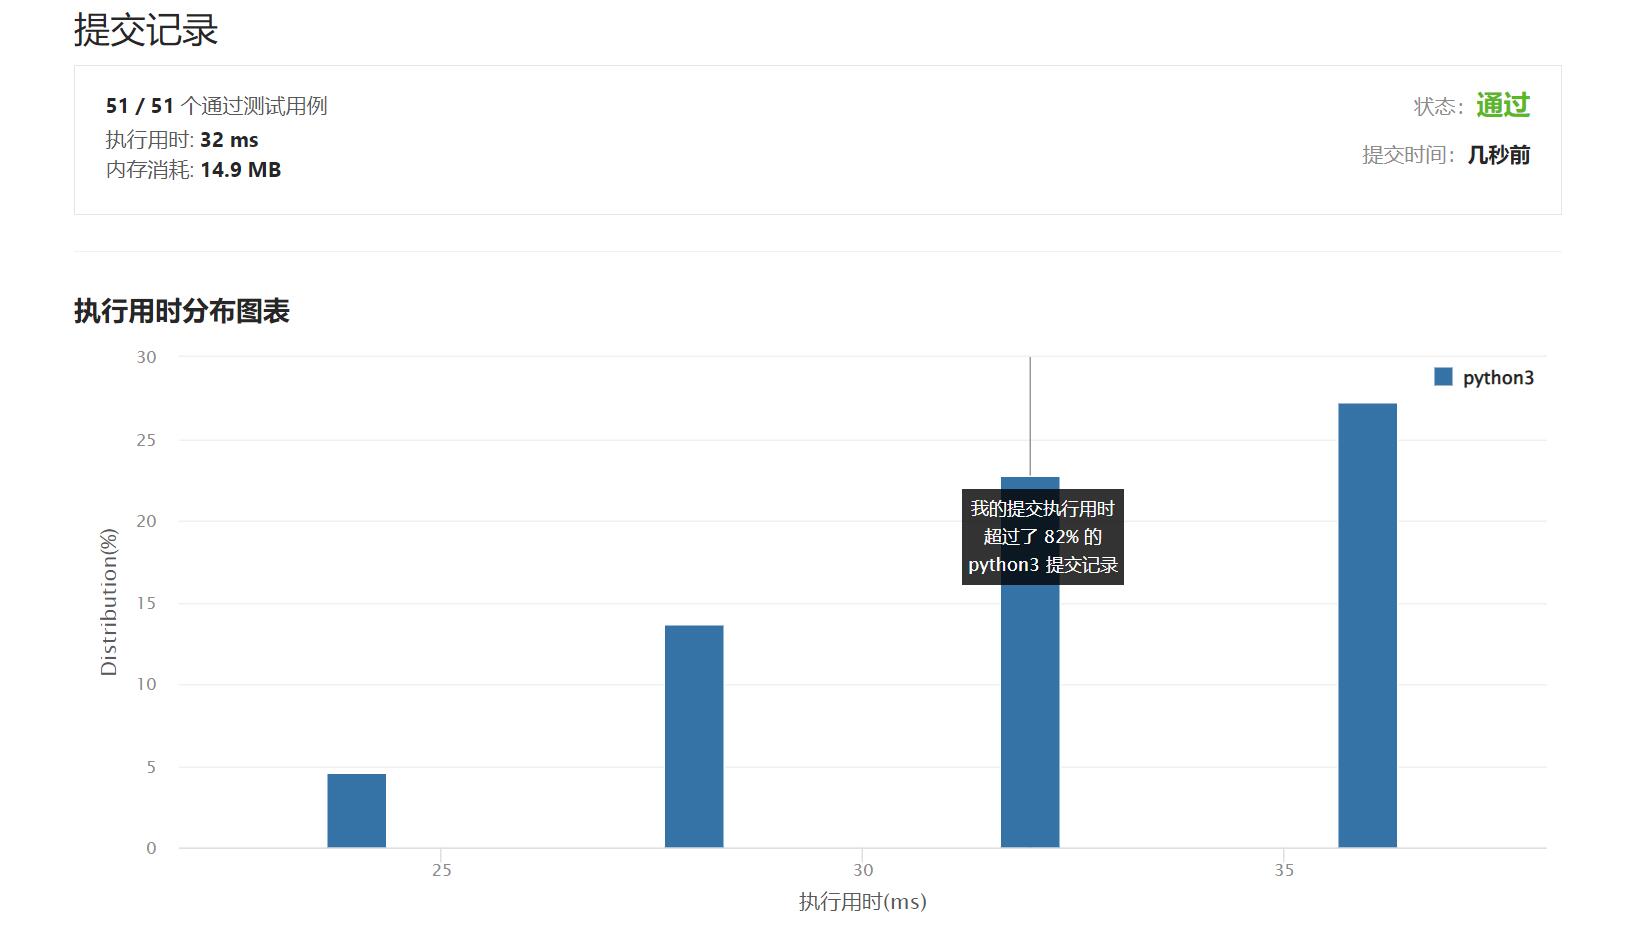 提交记录
51 / 51 个通过测试用例
状态：通过
执行用时: 32 ms
提交时间：几秒前
内存消耗: 14.9 MB
执行用时分布图表
30
python3
25
我的提交执行用时
超过了 82% 的
python3 提交记录
20
15
10
5
0
Distribution(%)
25
30
35
执行用时(ms)